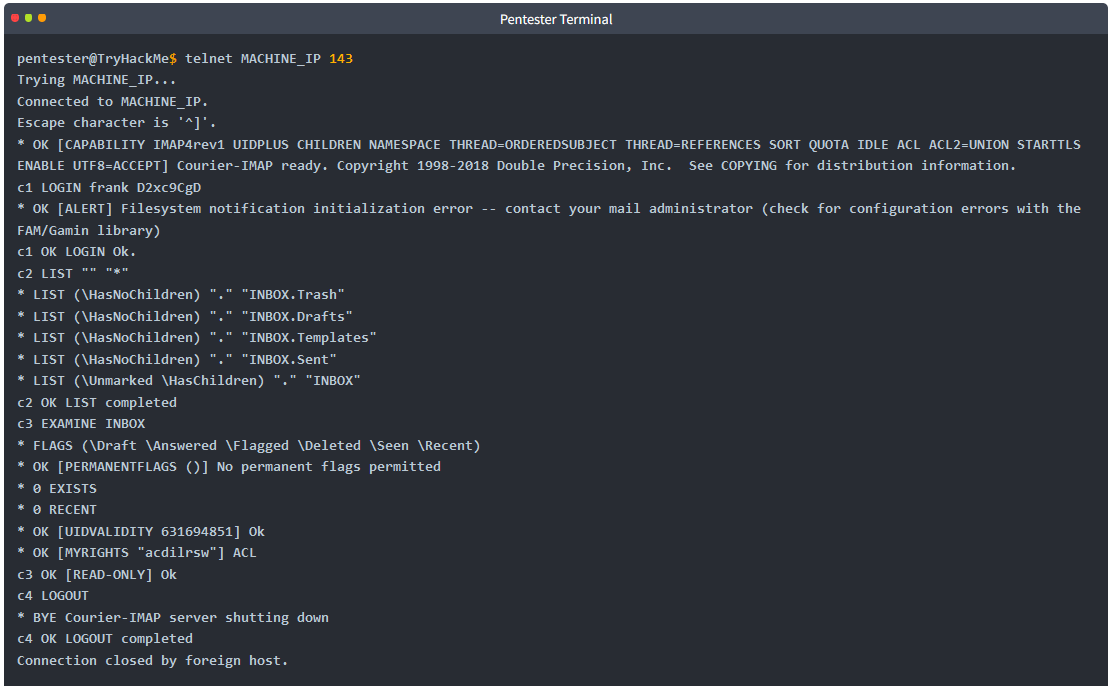 Pentester Terminal
pentester@TryHackMe$ telnet MACHINE_IP 143
Trying MACHINE_IP...
Connected to MACHINE_IP.
Escape character is '^]'.
* OK [CAPABILITY IMAP4rev1 UIDPLUS CHILDREN NAMESPACE THREAD=ORDEREDSUBJECT THREAD=REFERENCES SORT QUOTA IDLE ACL ACL2=UNION STARTTLS
ENABLE UTF8=ACCEPT] Courier-IMAP ready. Copyright 1998-2018 Double Precision, Inc.  See COPYING for distribution information.
c1 LOGIN frank D2xc9CgD
* OK [ALERT] Filesystem notification initialization error -- contact your mail administrator (check for configuration errors with the
FAM/Gamin library)
c1 OK LOGIN Ok.
c2 LIST "" "*"
* LIST (\HasNoChildren) "." "INBOX.Trash"
* LIST (\HasNoChildren) "." "INBOX.Drafts"
* LIST (\HasNoChildren) "." "INBOX.Templates"
* LIST (\HasNoChildren) "." "INBOX.Sent"
* LIST (\Unmarked \HasChildren) "." "INBOX"
c2 OK LIST completed
c3 EXAMINE INBOX
* FLAGS (\Draft \Answered \Flagged \Deleted \Seen \Recent)
* OK [PERMANENTFLAGS ()] No permanent flags permitted
* 0 EXISTS
* 0 RECENT
* OK [UIDVALIDITY 631694851] Ok
* OK [MYRIGHTS "acdilrsw"] ACL
c3 OK [READ-ONLY] Ok
c4 LOGOUT
* BYE Courier-IMAP server shutting down
c4 OK LOGOUT completed
Connection closed by foreign host.